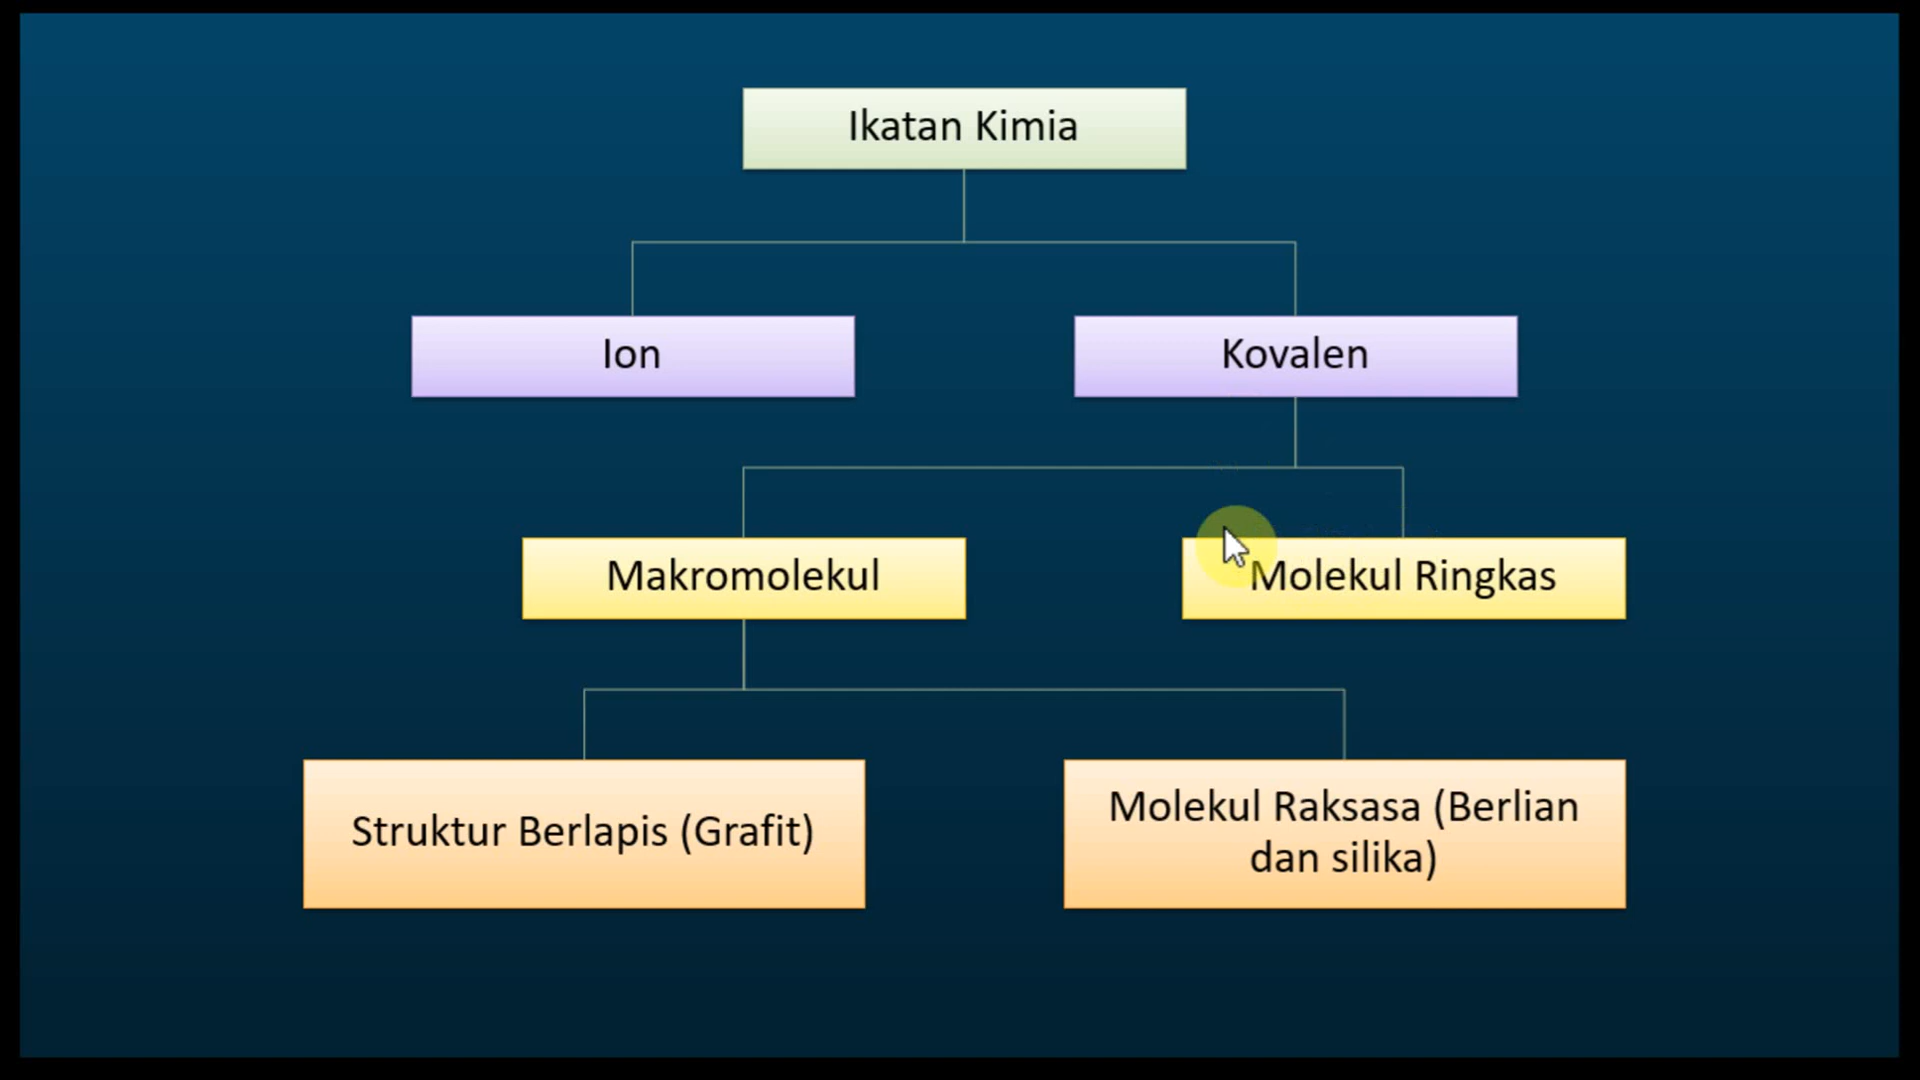 Ikatan Kimia
Ion
Kovalen
Makromolekul
Molekul Ringkas
Struktur Berlapis (Grafit)
Molekul Raksasa (Berlian
dan silika)